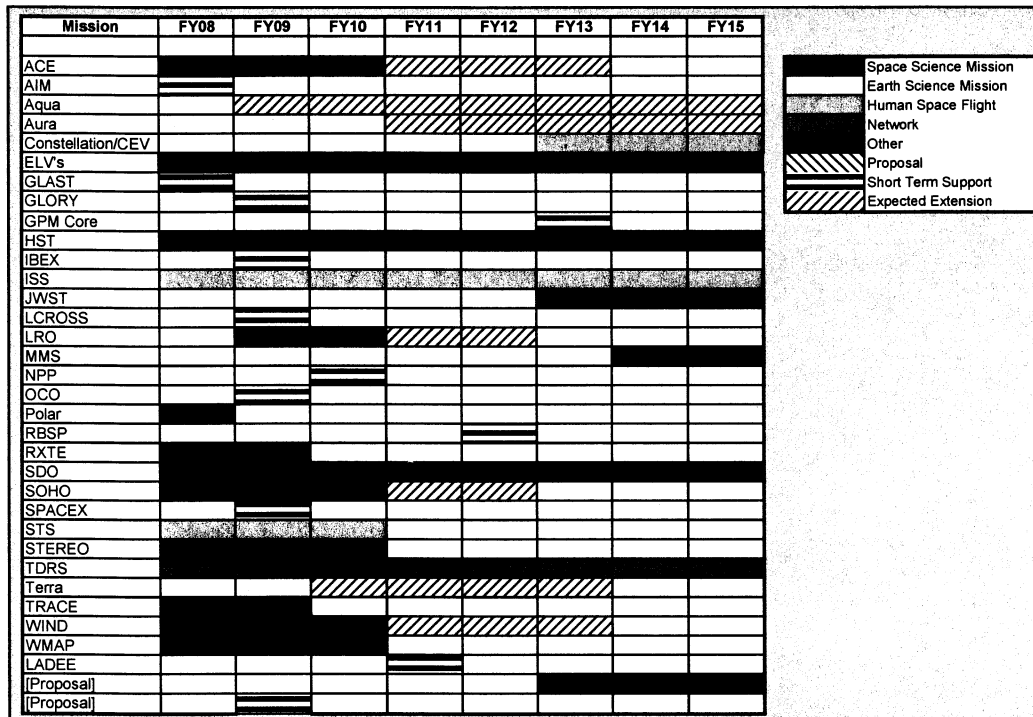 Mission FY08 FY09 FY10 FY11 FY12 FY13 FY14 FY15
ACE
AIM
Aqua
Aura
Constellation/CEV
ELV's
GLAST
GLORY
GPM Core
HST
IBEX
ISS
JWST
LCROSS
LRO
MMS
NPP
OCO
Polar
RBSP
RXTE
SDO
SOHO
SPACEX
STS
STEREO
TDRS
Terra
TRACE
WIND
WMAP
LADEE
[Proposal]
[Proposal]
Space Science Mission
Earth Science Mission
Human Space Flight
Network
Other
Proposal
Short Term Support
Expected Extension